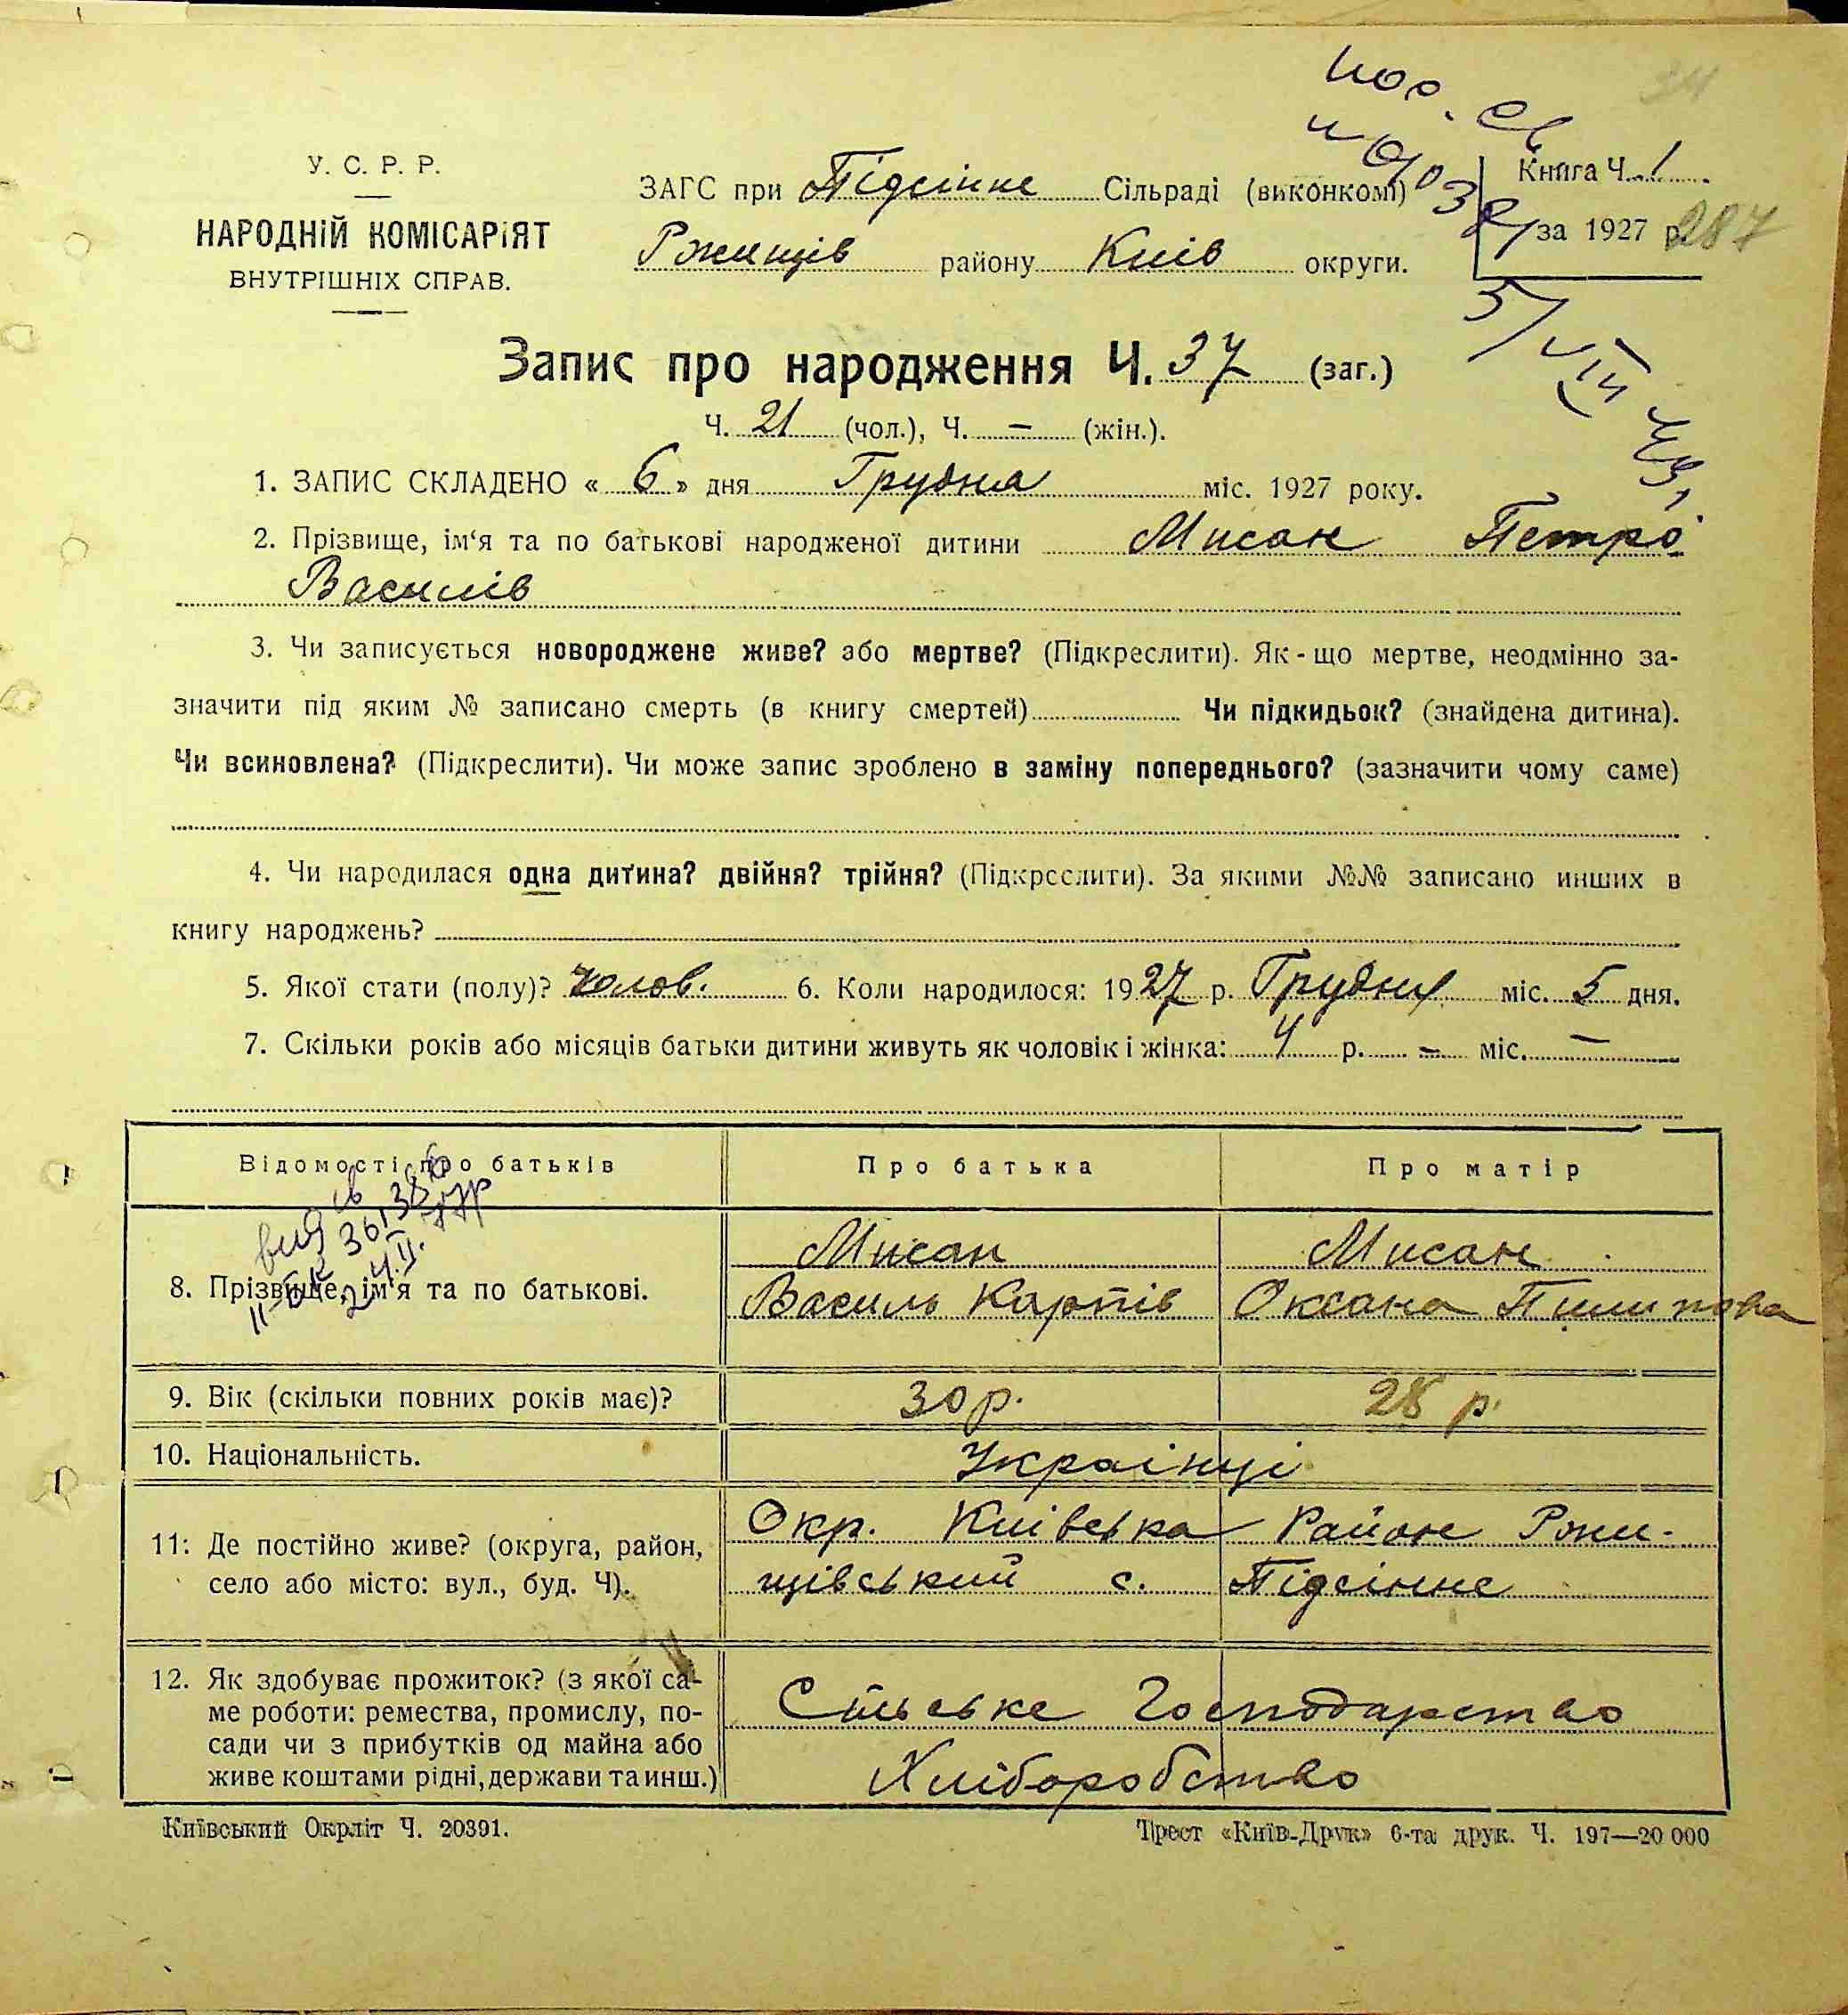 34
пов. св
У. С. Р. Р.
НАРОДНІЙ КОМІСАРІЯТ
ВНУТРІШНІХ СПРАВ.
ЗАГС при Підсінне Сільраді (виконкомі)
Ржищів району Київ округи.
Книга Ч. 1
за 1927 р.
287
5/VIII
Запис про народження Ч. 37 (заг.)
Ч. 21 (чол.), Ч. – (жін.).
1. ЗАПИС СКЛАДЕНО « 6 » дня Грудня міс. 1927 року.
2. Прізвище, ім‘я та по батькові народженої дитини Мисан Петро
Василів
3. Чи записується новороджене живе? або мертве? (Підкреслити). Як-що мертве, неодмінно за-
значити під яким № записано смерть (в книгу смертей) Чи підкидьок? (знайдена дитина).
Чи всиновлена? (Підкреслити). Чи може запис зроблено в заміну попереднього? (зазначити чому саме)
4. Чи народилася одна дитина? двійня? трійня? (Підкреслити). За якими №№ записано инших в
книгу народжень?
5. Якої стати (полу)? Чолов. 6. Коли народилося: 1927 р. Грудня міс. 5 дня.
7. Скільки років або місяців батьки дитини живуть як чоловік і жінка: 4 р. – міс. –
Відомості про батьків Про батька Про матір
8. Прізвище, ім‘я та по батькові.
Мисан Мисан
Василь Карпів Оксана Пилипова
9. Вік (скільки повних років має)? 30 р. 28 р.
10. Національність. Українці
11. Де постійно живе? (округа, район,
село або місто: вул., буд. Ч).
Окр. Київська Район Ржи-
щівський с. Підсінне
12. Як здобуває прожиток? (з якої са-
ме роботи: ремества, промислу, по-
сади чи з прибутків од майна або
живе коштами рідні, держави та инш.)
Сільське Господарство
Хліборобство
Київський Окрліт Ч. 20391.
Трест «Київ-Друк» 6-та друк. Ч. 197—20 000